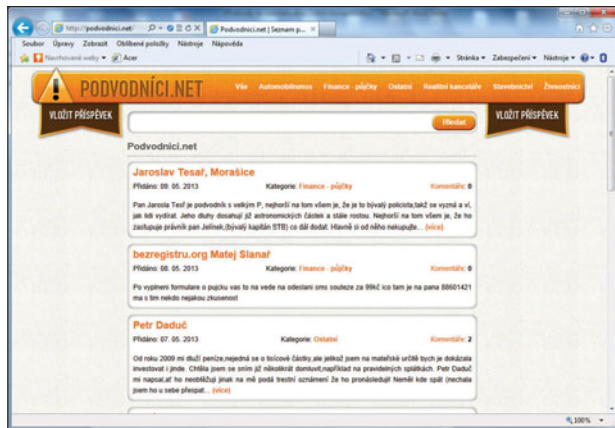 http://podvodnici.net/
Podvodníci.net | Seznam p...
Soubor Úpravy Zobrazit Oblíbené položky Nástroje Nápověda
Navrhované weby Acer Stránka Zabezpečení Nástroje
PODVODNÍCI.NET Vše Automobilismus Finance - půjčky Ostatní Realitní kanceláře Stavebnictví Živnostníci
VLOŽIT PŘÍSPĚVEK Hledat VLOŽIT PŘÍSPĚVEK
Podvodnici.net
Jaroslav Tesař, Morašice
Přidáno: 09. 05. 2013 Kategorie: Finance - půjčky Komentáře: 0
Pan Jarosla Tesř je podvodník s velkým P, nejhorší na tom všem je, že je to bývalý policista,takž se vyzná a ví,
jak lidi vydírat. Jeho dluhy dosahují již astronomických částek a stále rostou. Nejhorší na tom všem je, že ho
zastupuje právník pan Jelínek,(bývalý kapitán STB) co dál dodat. Hlavně si od něho nekupujte... (více)
bezregistru.org Matej Slanař
Přidáno: 08. 05. 2013 Kategorie: Finance - půjčky Komentáře: 0
Po vyplneni formulare o pujcku vas to na vede na odeslani sms souteze za 99kč ico tam je na pana 88601421
ma s tim nekdo nejakou zkusenost
Petr Daduč
Přidáno: 07. 05. 2013 Kategorie: Ostatní Komentáře: 2
Od roku 2009 mi dluží peníze,nejedná se o tisícové částky,ale jelikož jsem na mateřské určitě bych je dokázala
investovat i jinde. Chtěla jsem se sním již několikrát domluvit,například na pravidelných splátkách. Petr Daduč
mi napsal,ať ho neobtěžuji jinak na mě podá trestní oznámení že ho pronásleduji! Neměl kde spát (nechala
jsem ho u sebe přespat... (více)
100%